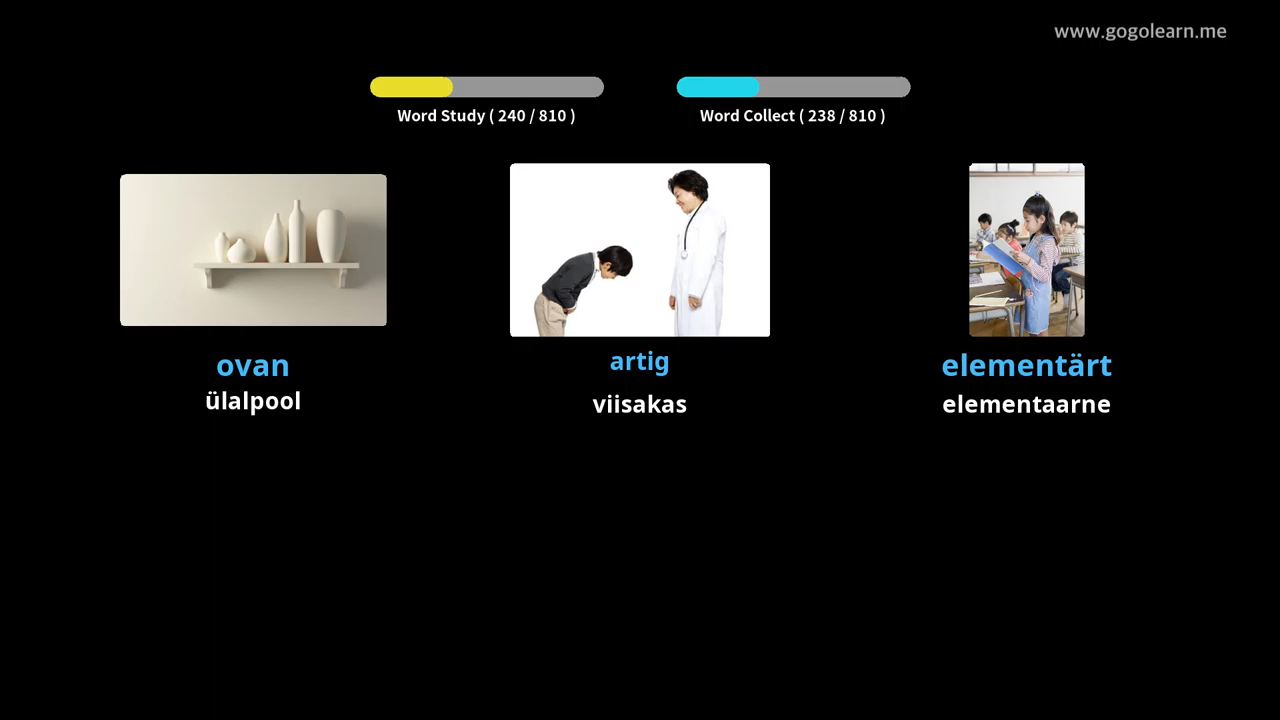 www.gogolearn.me
Word Study ( 240 / 810 )
Word Collect ( 238 / 810 )
ovan
ülalpool
artig
viisakas
elementärt
elementaarne